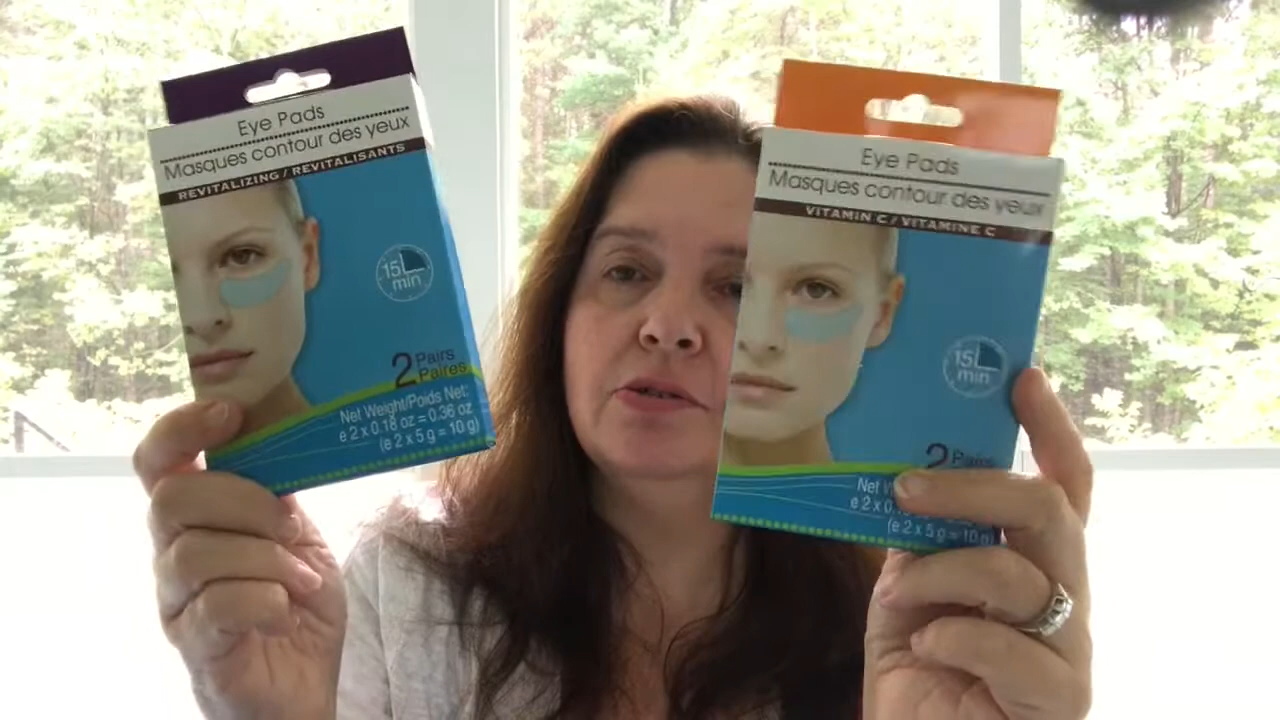 Eye Pads
Masques contour des yeux
REVITALIZING / REVITALISANTS
15
min
2 Pairs
Paires
Net Weight/Poids Net:
e 2 x 0.18 oz = 0.36 oz
(e 2 x 5 g = 10 g)
Eye Pads
Masques contour des yeux
VITAMIN C / VITAMINE C
15
min
2 Pairs
Net
e 2 x
(e 2 x 5 g = 10 g)